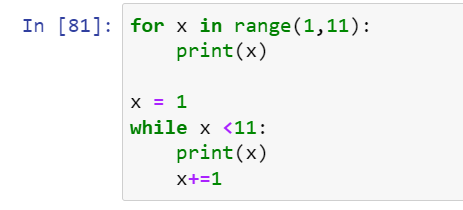 In [81]: for x in range(1,11):
    print(x)

x = 1
while x <11:
    print(x)
    x+=1